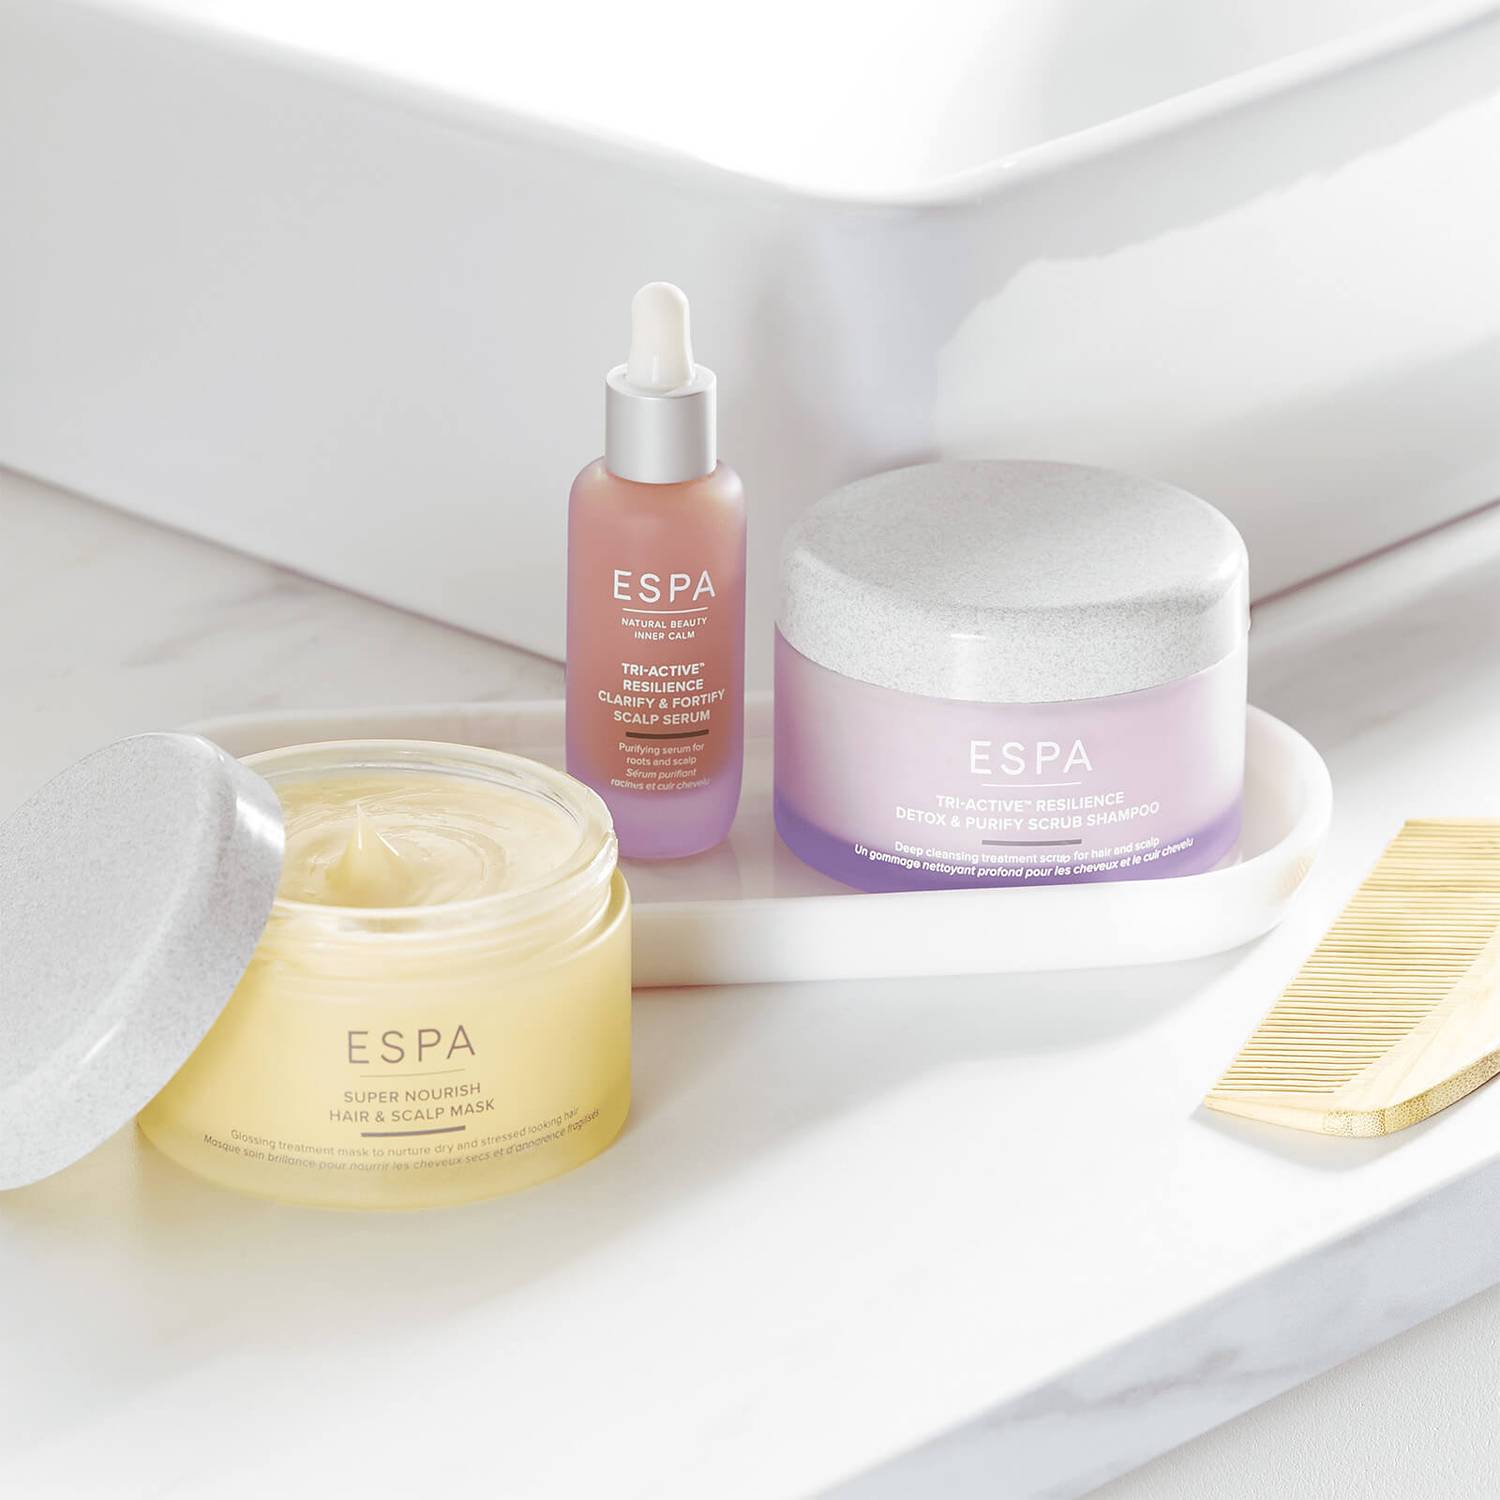 ESPA
NATURAL BEAUTY
INNER CALM
TRI-ACTIVE™
RESILIENCE
CLARIFY & FORTIFY
SCALP SERUM
Purifying serum for
roots and scalp
Sérum purifiant
racines et cuir chevelu
ESPA
TRI-ACTIVE™ RESILIENCE
DETOX & PURIFY SCRUB SHAMPOO
Deep cleansing treatment scrub for hair and scalp
Un gommage nettoyant profond pour les cheveux et le cuir chevelu
ESPA
SUPER NOURISH
HAIR & SCALP MASK
Glossing treatment mask to nurture dry and stressed looking hair
Masque soin brillance pour nourrir les cheveux secs et d'apparence fragilisés